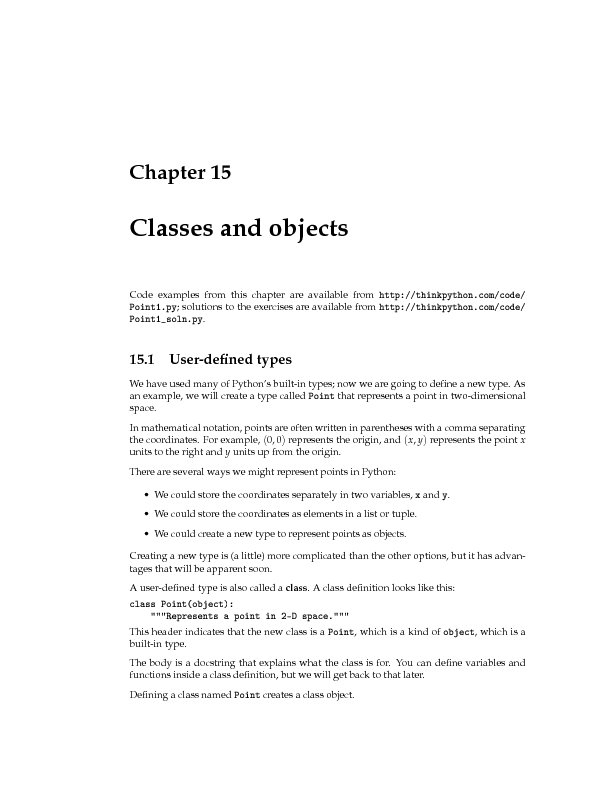 Chapter 15
Classes and objects
Code examples from this chapter are available from http://thinkpython.com/code/
Point1.py; solutions to the exercises are available from http://thinkpython.com/code/
Point1_soln.py.
15.1 User-defined types
We have used many of Python's built-in types; now we are going to define a new type. As
an example, we will create a type called Point that represents a point in two-dimensional
space.
In mathematical notation, points are often written in parentheses with a comma separating
the coordinates. For example, (0, 0) represents the origin, and (x, y) represents the point x
units to the right and y units up from the origin.
There are several ways we might represent points in Python:
• We could store the coordinates separately in two variables, x and y.
• We could store the coordinates as elements in a list or tuple.
• We could create a new type to represent points as objects.
Creating a new type is (a little) more complicated than the other options, but it has advan-
tages that will be apparent soon.
A user-defined type is also called a class. A class definition looks like this:
class Point(object):
    """Represents a point in 2-D space."""
This header indicates that the new class is a Point, which is a kind of object, which is a
built-in type.
The body is a docstring that explains what the class is for. You can define variables and
functions inside a class definition, but we will get back to that later.
Defining a class named Point creates a class object.